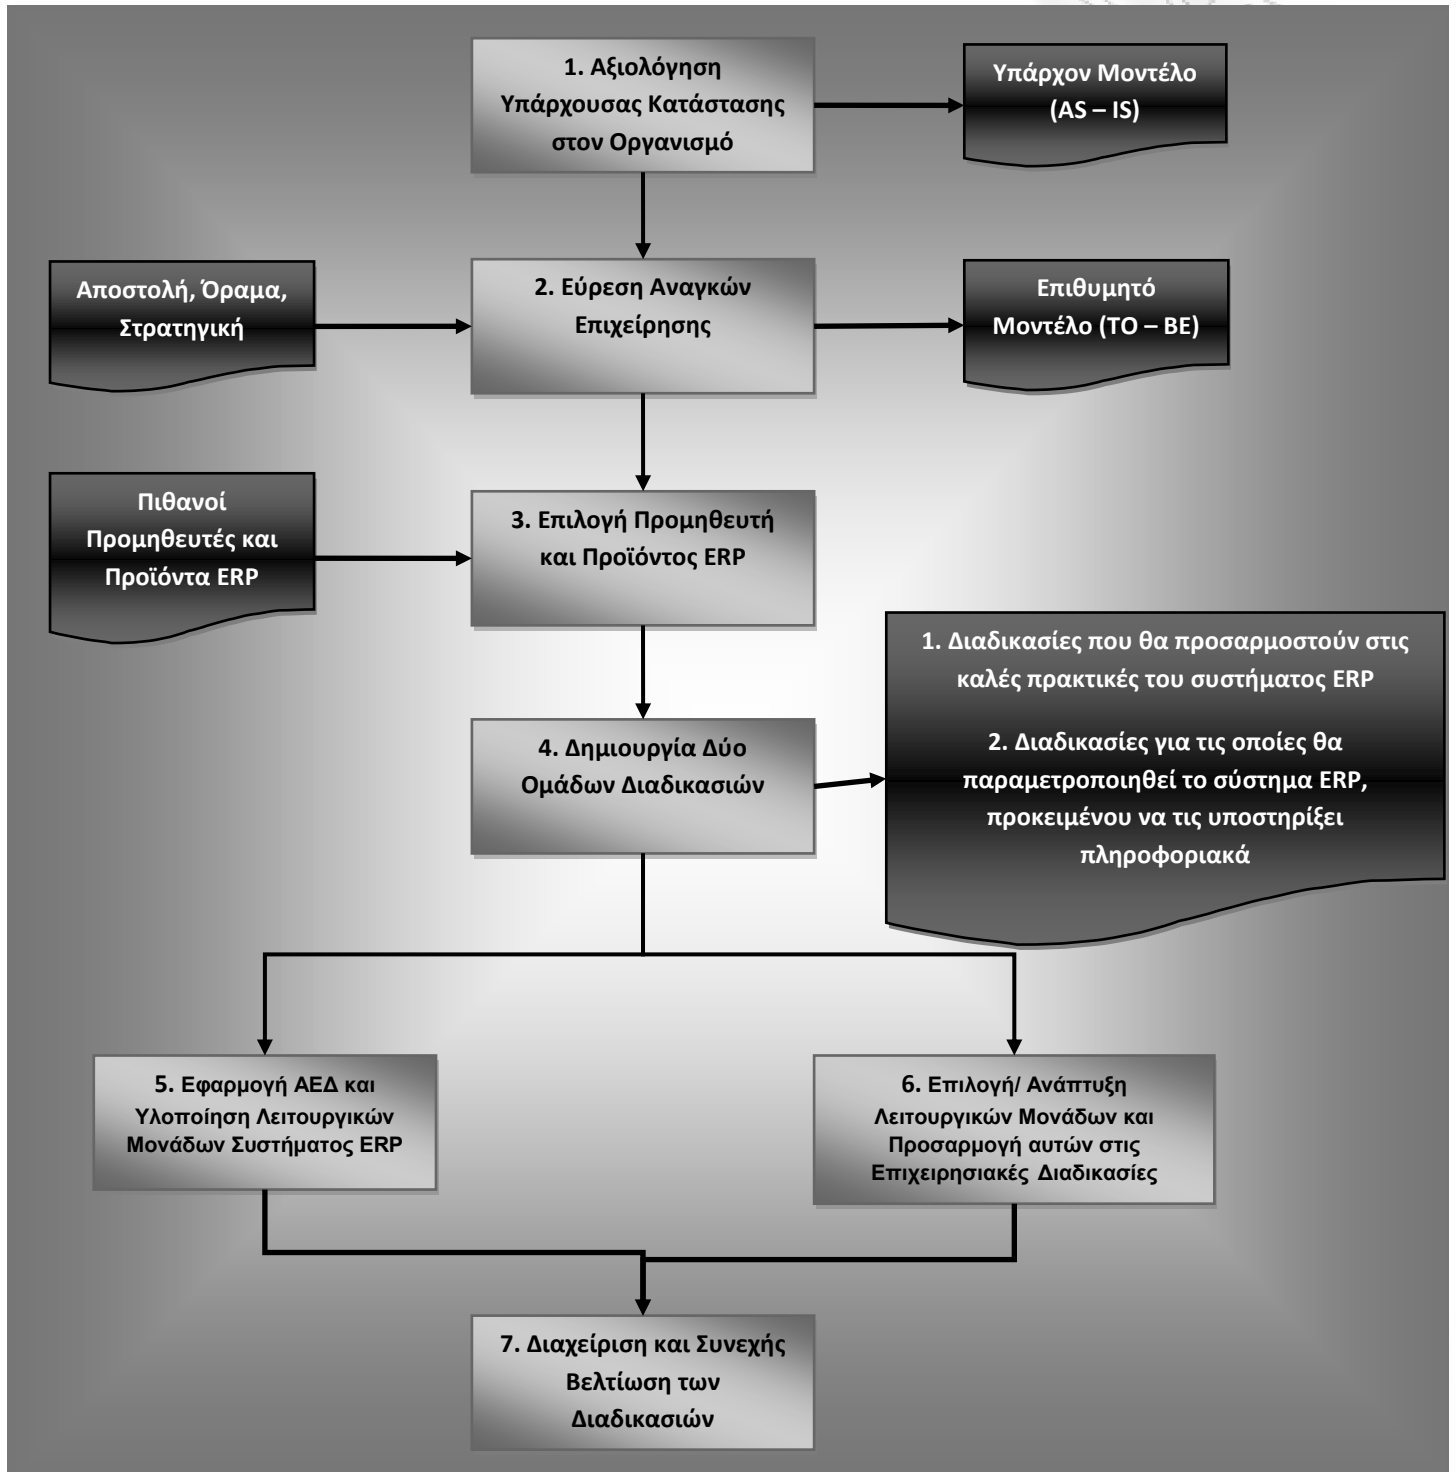 1. Αξιολόγηση
Υπάρχουσας Κατάστασης
στον Οργανισμό
Υπάρχον Μοντέλο
(AS – IS)
Αποστολή, Όραμα,
Στρατηγική
2. Εύρεση Αναγκών
Επιχείρησης
Επιθυμητό
Μοντέλο (TO – BE)
Πιθανοί
Προμηθευτές και
Προϊόντα ERP
3. Επιλογή Προμηθευτή
και Προϊόντος ERP
4. Δημιουργία Δύο
Ομάδων Διαδικασιών
1. Διαδικασίες που θα προσαρμοστούν στις
καλές πρακτικές του συστήματος ERP
2. Διαδικασίες για τις οποίες θα
παραμετροποιηθεί το σύστημα ERP,
προκειμένου να τις υποστηρίξει
πληροφοριακά
5. Εφαρμογή ΑΕΔ και
Υλοποίηση Λειτουργικών
Μονάδων Συστήματος ERP
6. Επιλογή/ Ανάπτυξη
Λειτουργικών Μονάδων και
Προσαρμογή αυτών στις
Επιχειρησιακές Διαδικασίες
7. Διαχείριση και Συνεχής
Βελτίωση των
Διαδικασιών